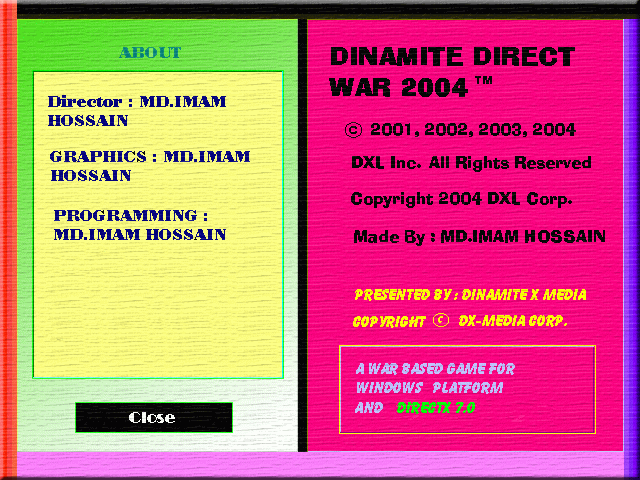 ABOUT
Director : MD.IMAM
HOSSAIN
GRAPHICS : MD.IMAM
HOSSAIN
PROGRAMMING :
MD.IMAM HOSSAIN
Close
DINAMITE DIRECT
WAR 2004 ™
© 2001, 2002, 2003, 2004
DXL Inc. All Rights Reserved
Copyright 2004 DXL Corp.
Made By : MD.IMAM HOSSAIN
PRESENTED BY : DINAMITE X MEDIA
COPYRIGHT © DX-MEDIA CORP.
A WAR BASED GAME FOR
WINDOWS PLATFORM
AND DIRECTX 7.0